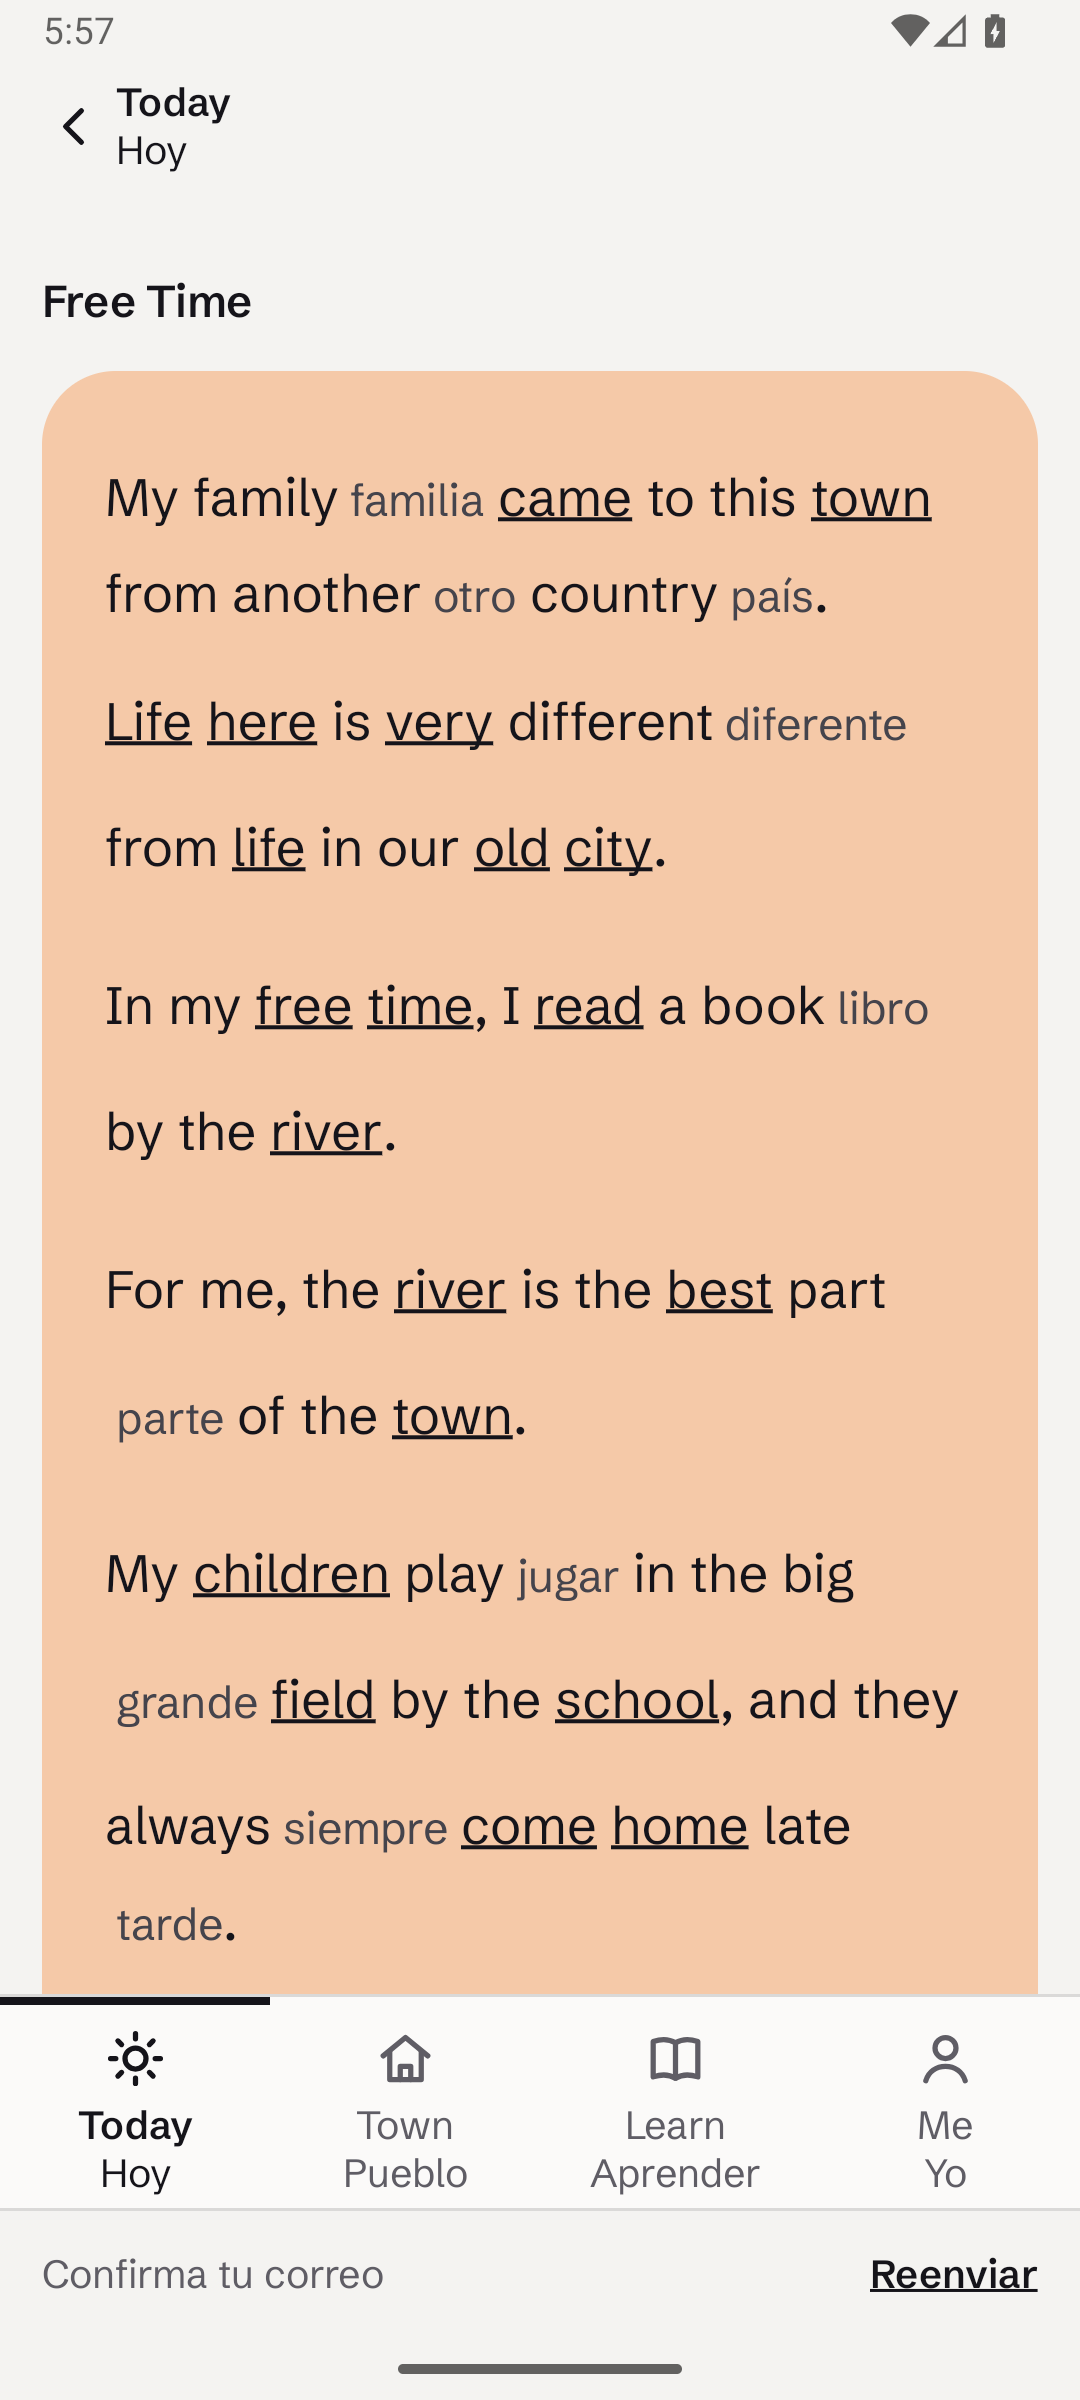 5:57
Today
Hoy
Free Time
My family familia came to this town
from another otro country país.
Life here is very different diferente
from life in our old city.
In my free time, I read a book libro
by the river.
For me, the river is the best part
parte of the town.
My children play jugar in the big
grande field by the school, and they
always siempre come home late
tarde.
Today Town Learn Me
Hoy Pueblo Aprender Yo
Confirma tu correo Reenviar